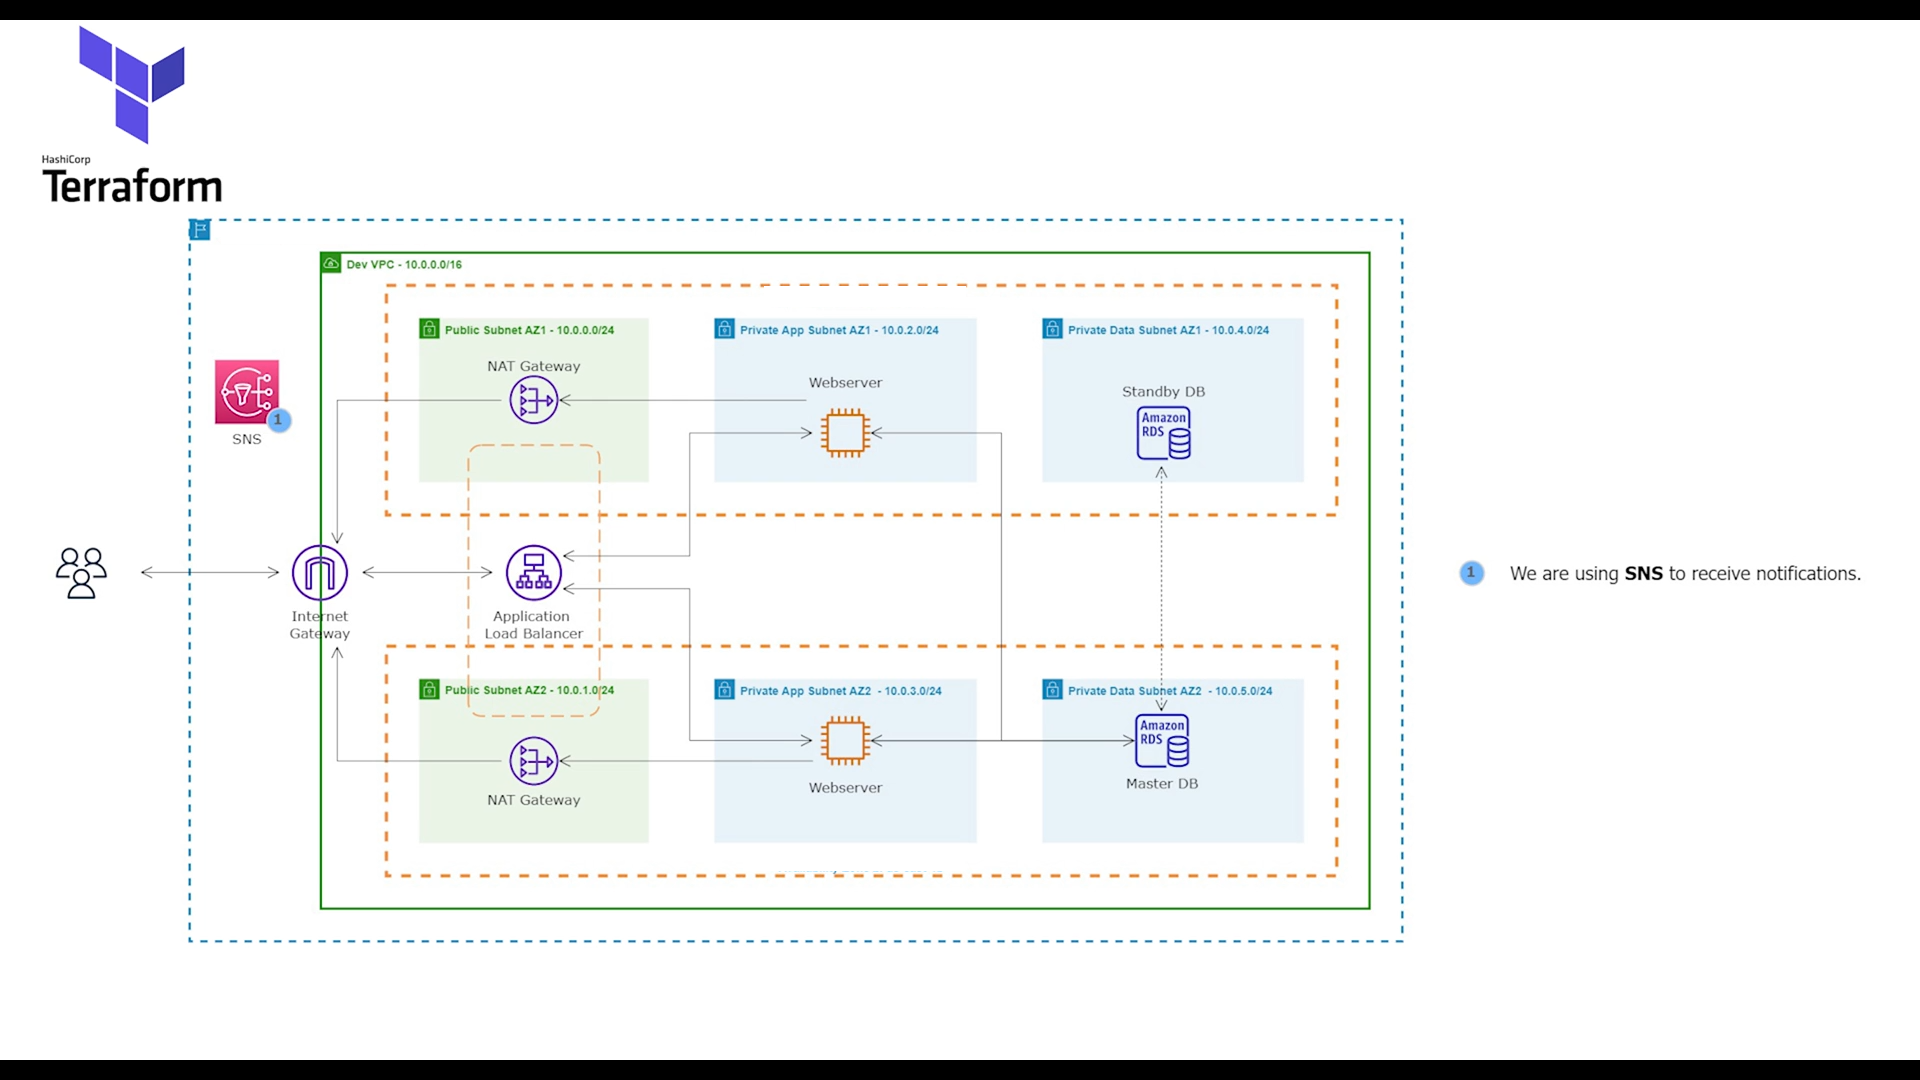 HashiCorp
Terraform
Dev VPC - 10.0.0.0/16
Public Subnet AZ1 - 10.0.0.0/24
Private App Subnet AZ1 - 10.0.2.0/24
Private Data Subnet AZ1 - 10.0.4.0/24
NAT Gateway
Webserver
Standby DB
Amazon
RDS
1
SNS
Internet
Gateway
Application
Load Balancer
1 We are using SNS to receive notifications.
Public Subnet AZ2 - 10.0.1.0/24
Private App Subnet AZ2 - 10.0.3.0/24
Private Data Subnet AZ2 - 10.0.5.0/24
Amazon
RDS
NAT Gateway
Webserver
Master DB